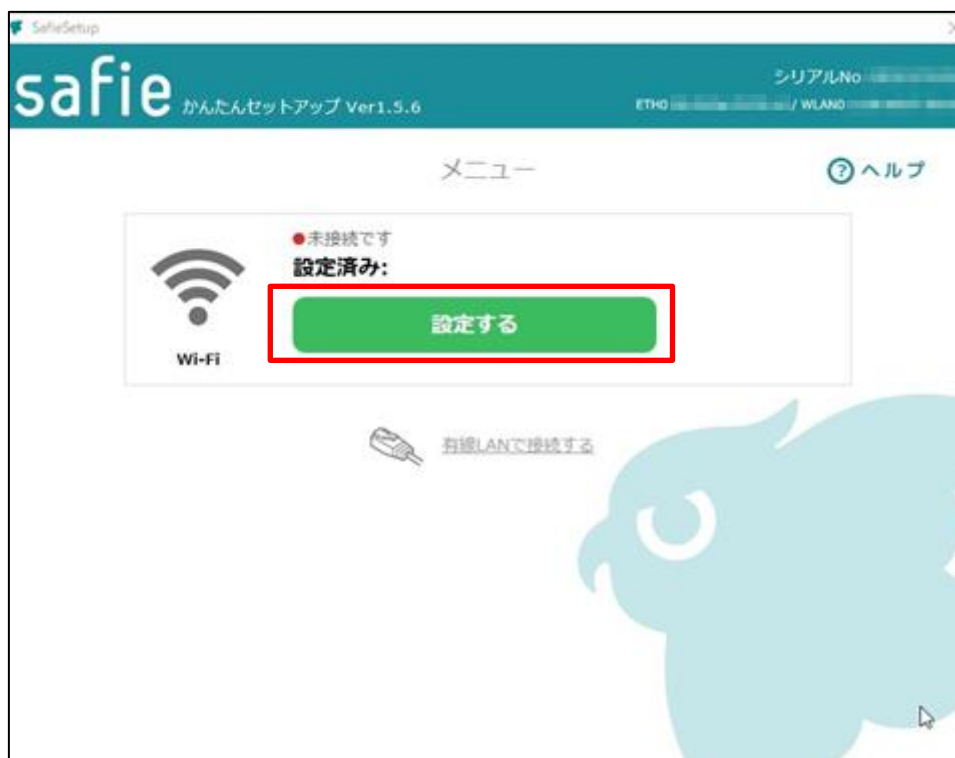 SafieSetup
safie かんたんセットアップ Ver1.5.6
シリアルNo
ETH0 / WLAN0
メニュー
? ヘルプ
●未接続です
設定済み:
設定する
Wi-Fi
有線LANで接続する